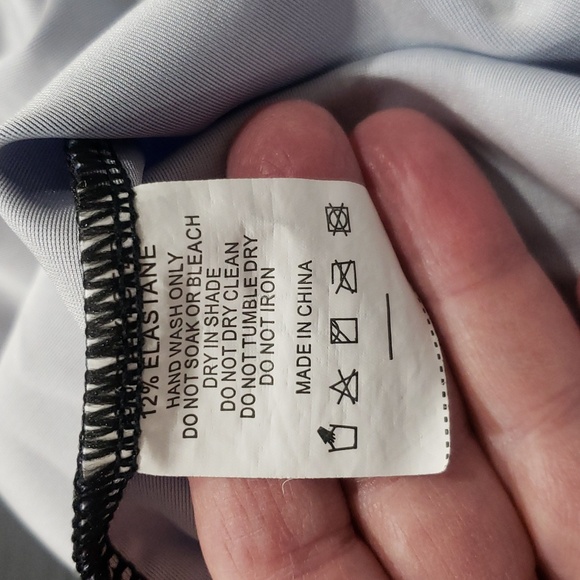 12% ELASTANE
HAND WASH ONLY
DO NOT SOAK OR BLEACH
DRY IN SHADE
DO NOT DRY CLEAN
DO NOT TUMBLE DRY
DO NOT IRON
MADE IN CHINA